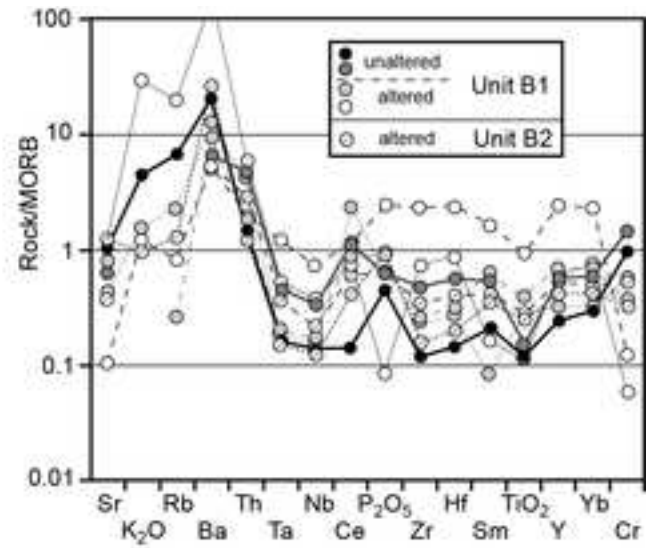 100
10
1
0.1
0.01
Rock/MORB
unaltered
Unit B1
altered
altered Unit B2
Sr Rb Th Nb P₂O₅ Hf TiO₂ Yb
K₂O Ba Ta Ce Zr Sm Y Cr